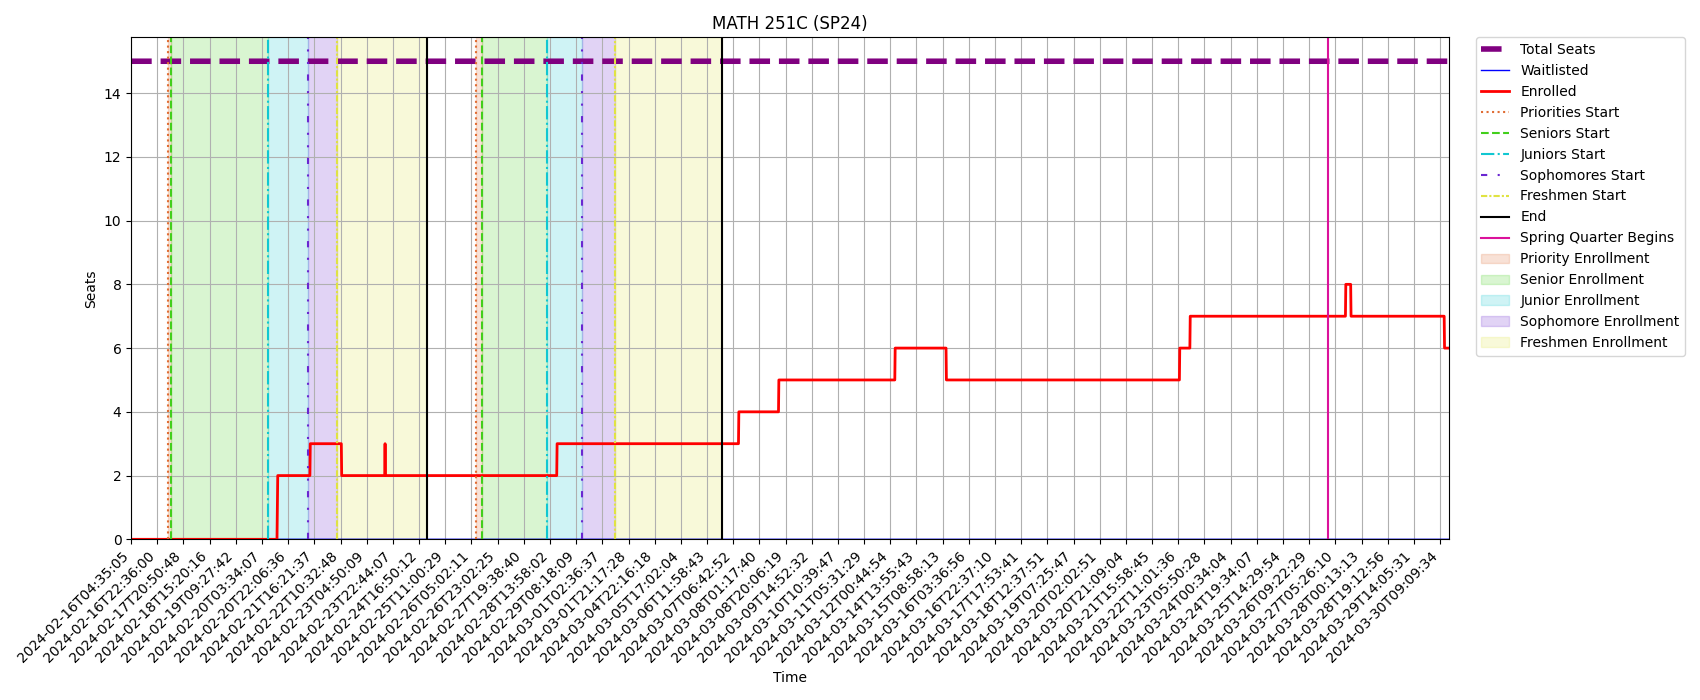 MATH 251C (SP24)
Seats
14
12
10
8
6
4
2
0
2024-02-16T04:35:05
2024-02-16T22:36:00
2024-02-17T20:50:48
2024-02-18T15:20:16
2024-02-19T09:27:42
2024-02-20T03:34:07
2024-02-20T22:06:36
2024-02-21T16:21:37
2024-02-22T10:32:48
2024-02-23T04:50:09
2024-02-23T22:44:07
2024-02-24T16:50:12
2024-02-25T11:00:29
2024-02-26T05:02:11
2024-02-26T23:02:25
2024-02-27T19:38:40
2024-02-28T13:58:02
2024-02-29T08:18:09
2024-03-01T02:36:37
2024-03-01T21:17:28
2024-03-04T22:16:18
2024-03-05T17:02:04
2024-03-06T11:58:43
2024-03-07T06:42:52
2024-03-08T01:17:40
2024-03-08T20:06:19
2024-03-09T14:52:32
2024-03-10T10:39:47
2024-03-11T05:31:29
2024-03-12T00:44:54
2024-03-14T13:55:43
2024-03-15T08:58:13
2024-03-16T03:36:56
2024-03-16T22:37:10
2024-03-17T17:53:41
2024-03-18T12:37:51
2024-03-19T07:25:47
2024-03-20T02:02:51
2024-03-20T21:09:04
2024-03-21T15:58:45
2024-03-22T11:01:36
2024-03-23T05:50:28
2024-03-24T00:34:04
2024-03-24T19:34:07
2024-03-25T14:29:54
2024-03-26T09:22:29
2024-03-27T05:26:10
2024-03-28T00:13:13
2024-03-28T19:12:56
2024-03-29T14:05:31
2024-03-30T09:09:34
Time
Total Seats
Waitlisted
Enrolled
Priorities Start
Seniors Start
Juniors Start
Sophomores Start
Freshmen Start
End
Spring Quarter Begins
Priority Enrollment
Senior Enrollment
Junior Enrollment
Sophomore Enrollment
Freshmen Enrollment